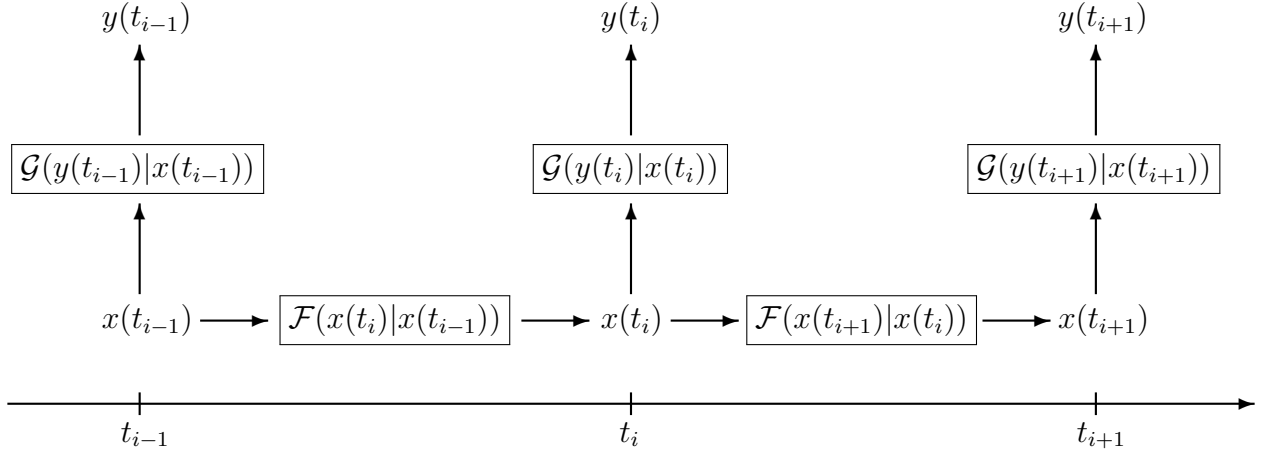 y(t_{i−1}) y(t_i) y(t_{i+1})
𝒢(y(t_{i−1})|x(t_{i−1})) 𝒢(y(t_i)|x(t_i)) 𝒢(y(t_{i+1})|x(t_{i+1}))
x(t_{i−1}) ℱ(x(t_i)|x(t_{i−1})) x(t_i) ℱ(x(t_{i+1})|x(t_i)) x(t_{i+1})
t_{i−1} t_i t_{i+1}